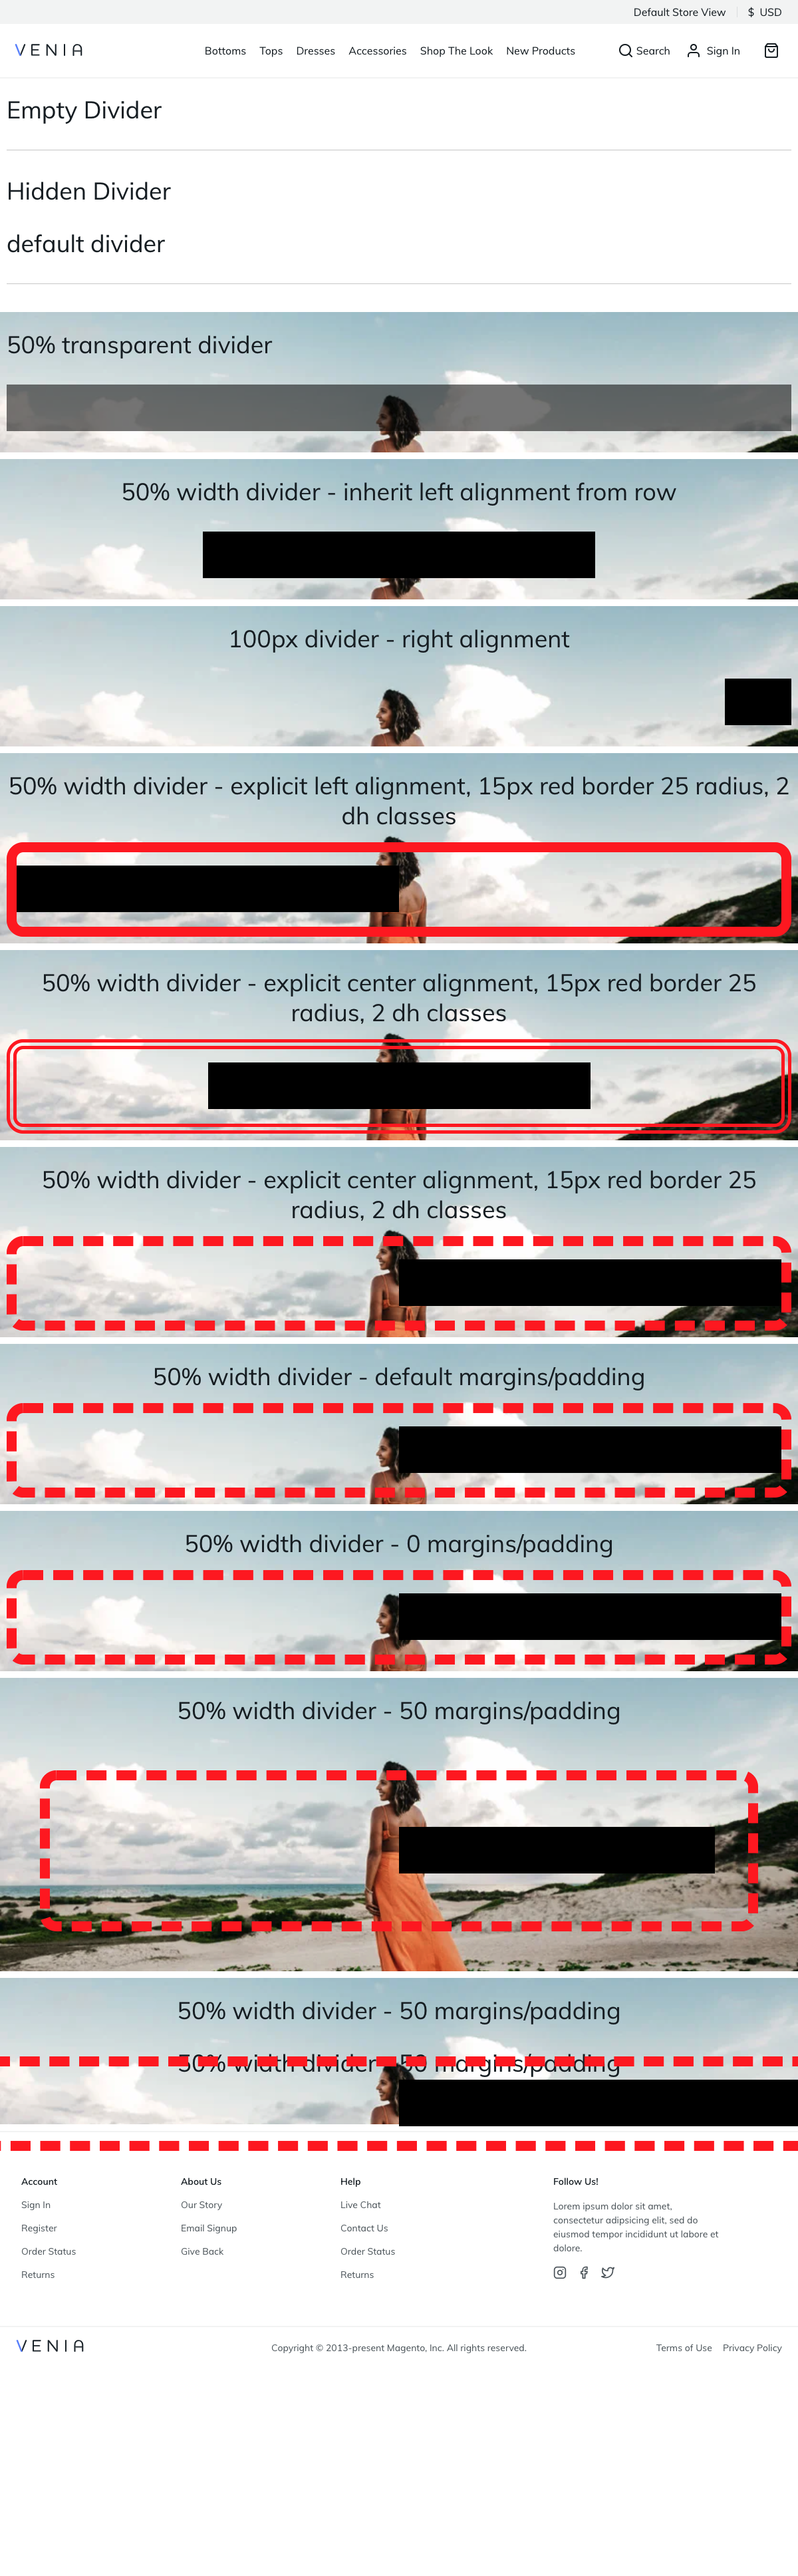 Default Store View
$ USD
VENIA
Bottoms Tops Dresses Accessories Shop The Look New Products
Search
Sign In
Empty Divider
Hidden Divider
default divider
50% transparent divider
50% width divider - inherit left alignment from row
100px divider - right alignment
50% width divider - explicit left alignment, 15px red border 25 radius, 2
dh classes
50% width divider - explicit center alignment, 15px red border 25
radius, 2 dh classes
50% width divider - explicit center alignment, 15px red border 25
radius, 2 dh classes
50% width divider - default margins/padding
50% width divider - 0 margins/padding
50% width divider - 50 margins/padding
50% width divider - 50 margins/padding
50% width divider - 50 margins/padding
Account
Sign In
Register
Order Status
Returns
About Us
Our Story
Email Signup
Give Back
Help
Live Chat
Contact Us
Order Status
Returns
Follow Us!
Lorem ipsum dolor sit amet,
consectetur adipsicing elit, sed do
eiusmod tempor incididunt ut labore et
dolore.
VENIA
Copyright © 2013-present Magento, Inc. All rights reserved.
Terms of Use
Privacy Policy